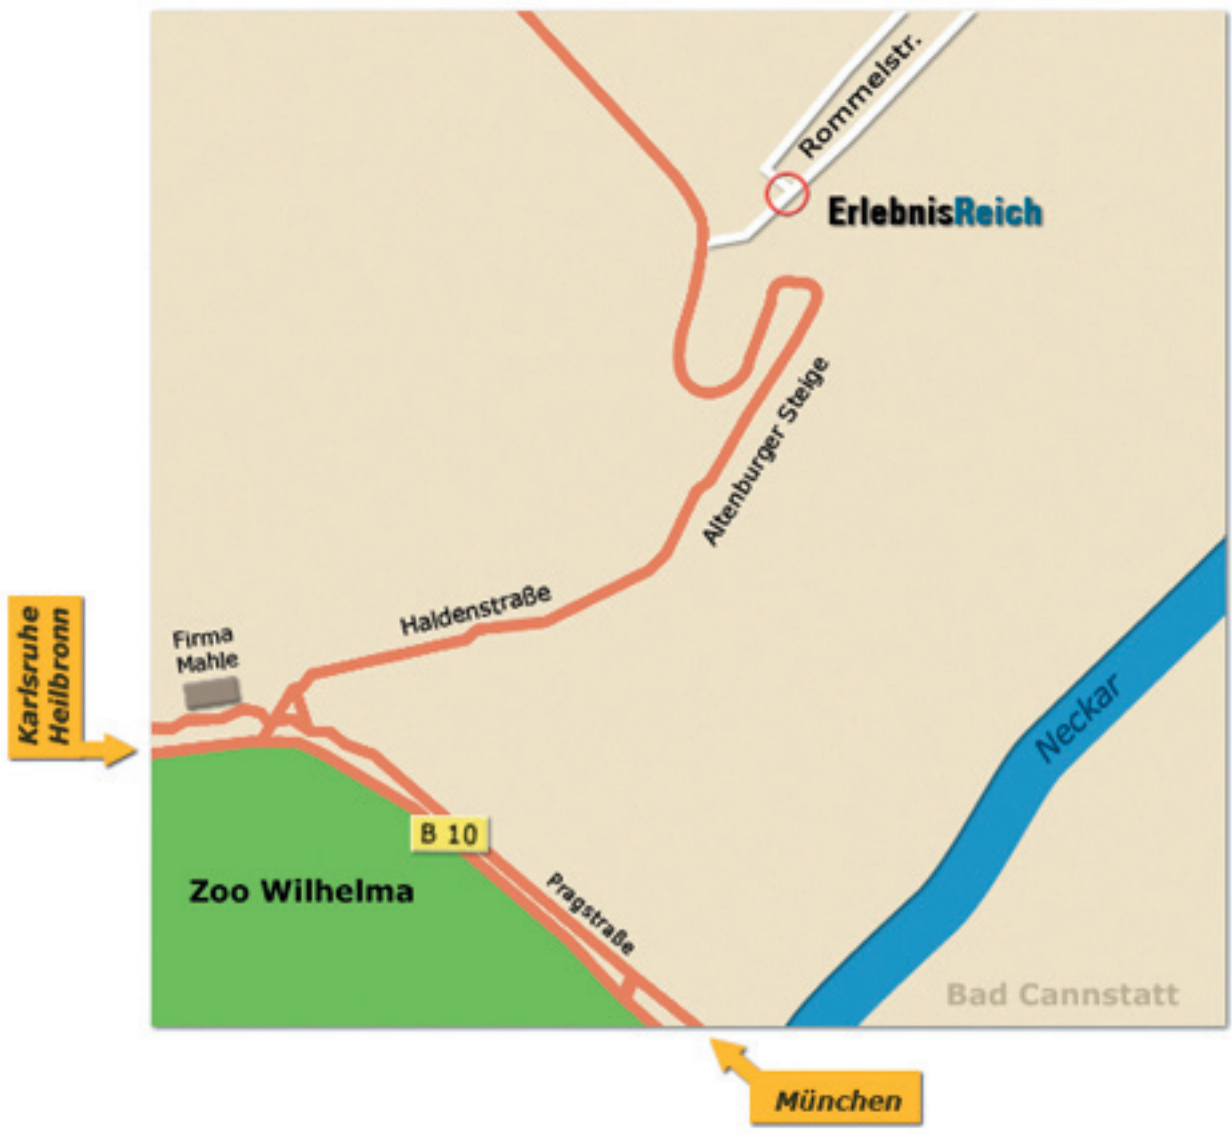 Rommelstr.
ErlebnisReich
Altenburger Steige
Haldenstraße
Karlsruhe
Heilbronn
Firma
Mahle
Neckar
B 10
Zoo Wilhelma
Pragstraße
Bad Cannstatt
München